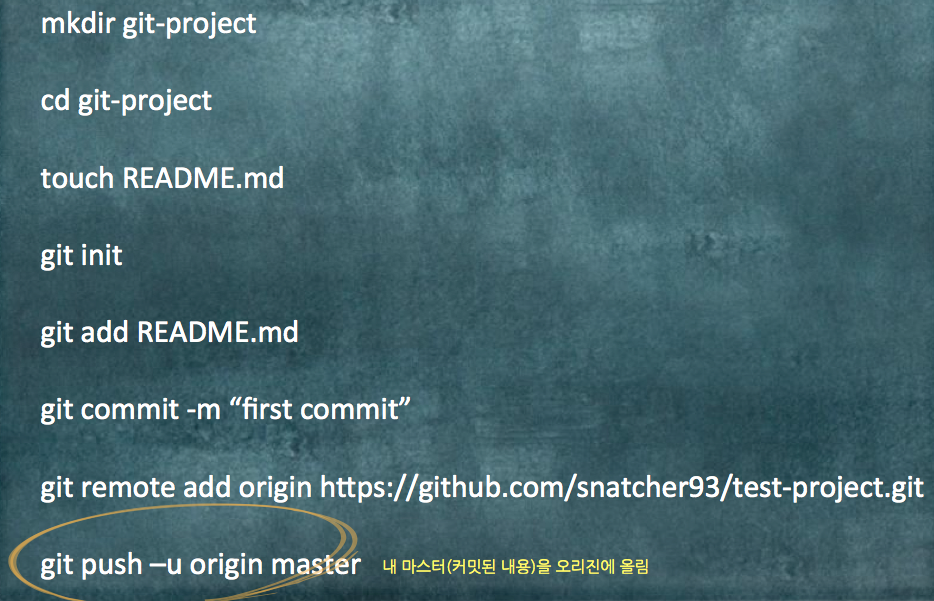 mkdir git-project
cd git-project
touch README.md
git init
git add README.md
git commit -m “first commit”
git remote add origin https://github.com/snatcher93/test-project.git
git push –u origin master 내 마스터(커밋된 내용)을 오리진에 올림